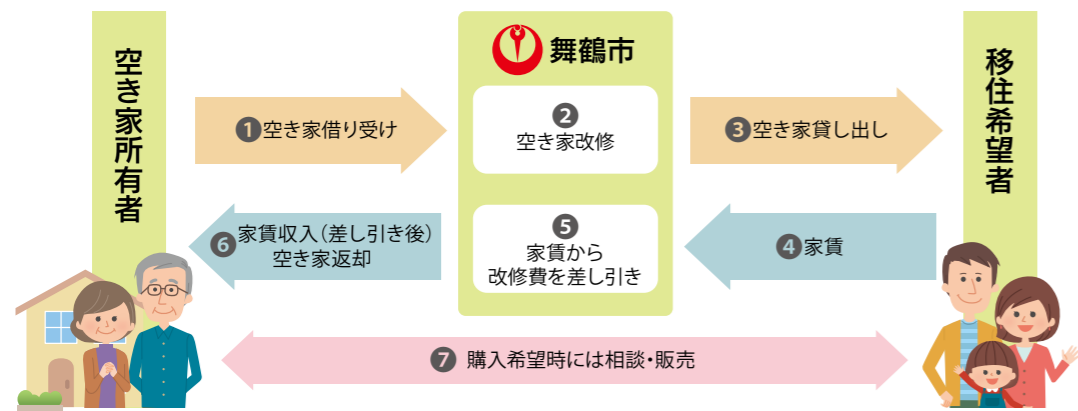 空き家所有者
舞鶴市
移住希望者
❶空き家借り受け
❷
空き家改修
❸空き家貸し出し
❹家賃
❺
家賃から
改修費を差し引き
❻家賃収入（差し引き後）
空き家返却
❼ 購入希望時には相談・販売